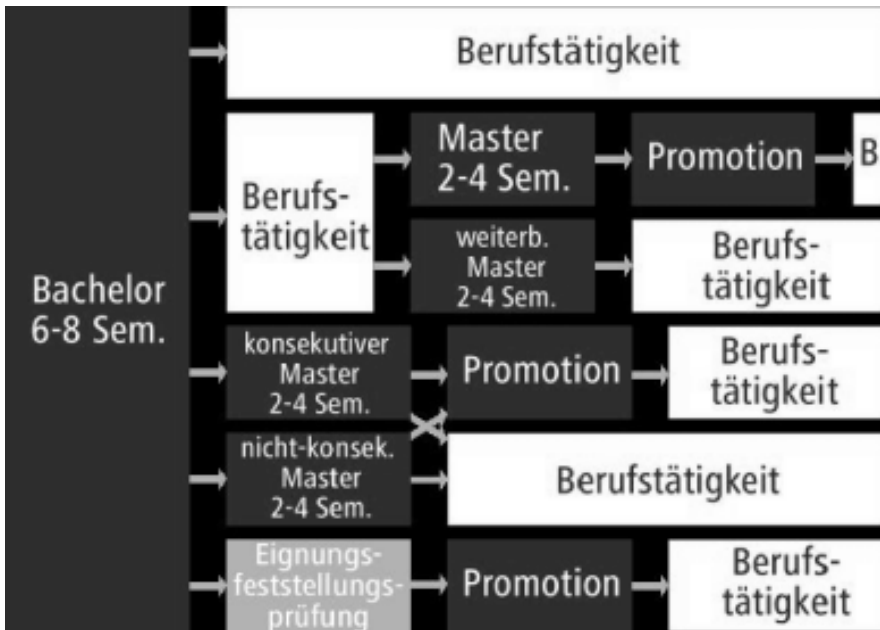 Bachelor
6-8 Sem.
Berufstätigkeit
Berufs-
tätigkeit
Master
2-4 Sem.
Promotion
B
weiterb.
Master
2-4 Sem.
Berufs-
tätigkeit
konsekutiver
Master
2-4 Sem.
Promotion
Berufs-
tätigkeit
nicht-konsek.
Master
2-4 Sem.
Berufstätigkeit
Eignungs-
feststellungs-
prüfung
Promotion
Berufs-
tätigkeit